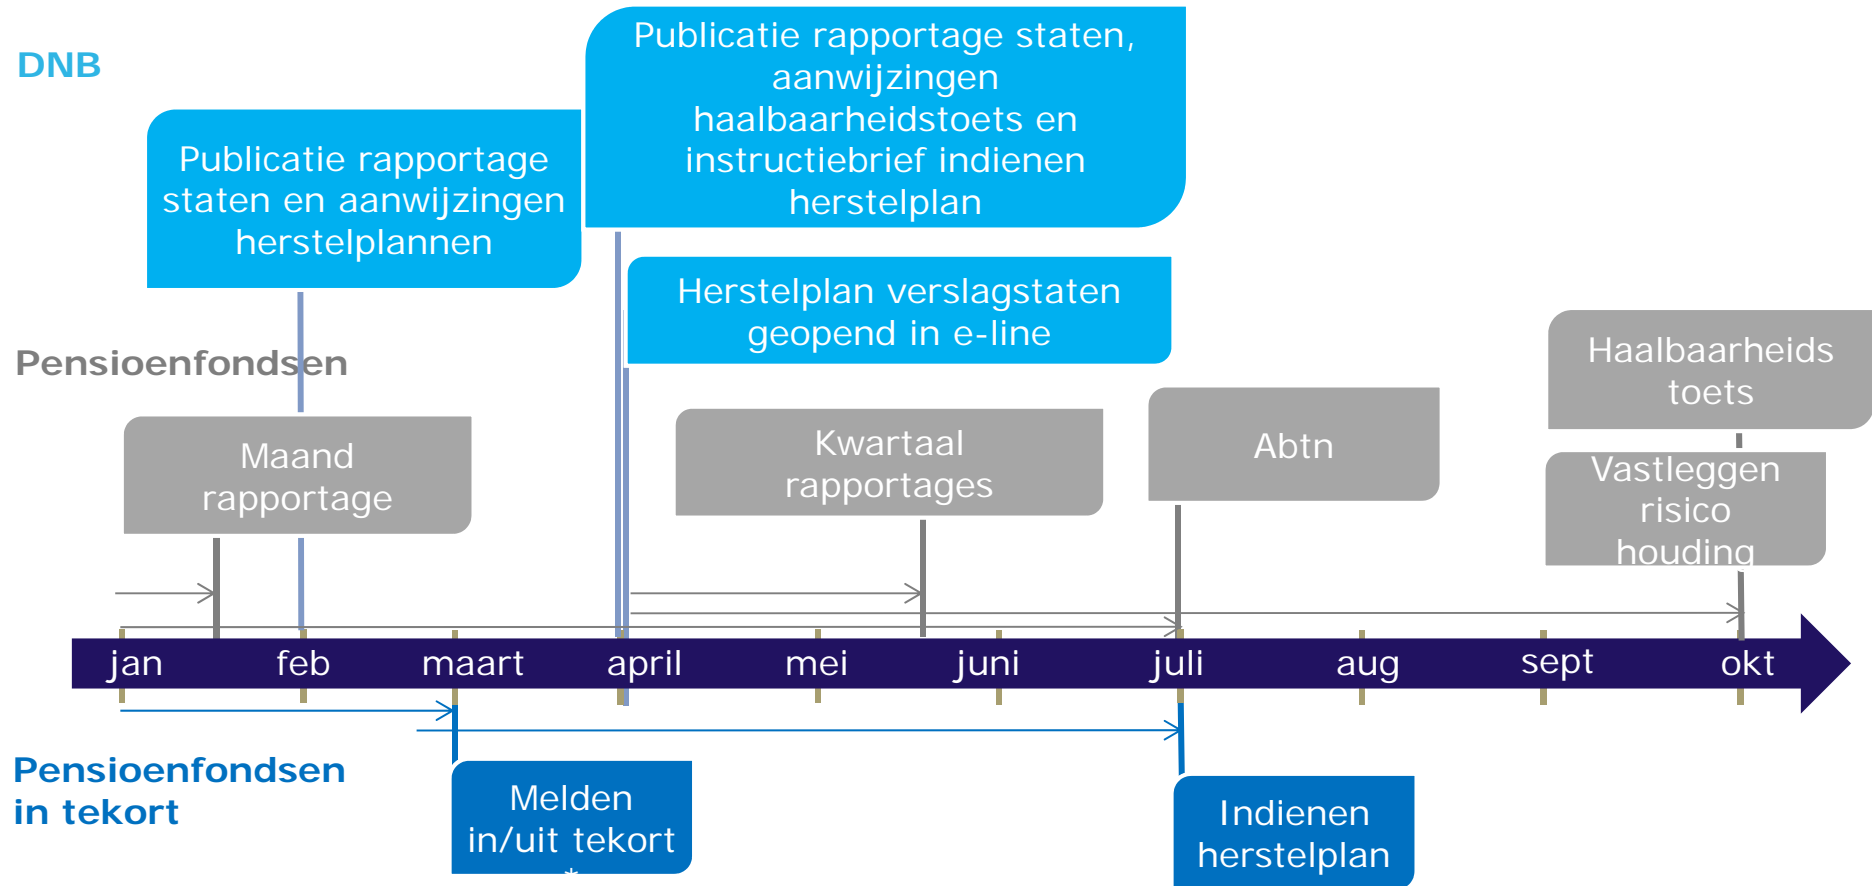 DNB
Publicatie rapportage
staten en aanwijzingen
herstelplannen
Publicatie rapportage staten,
aanwijzingen
haalbaarheidstoets en
instructiebrief indienen
herstelplan
Herstelplan verslagstaten
geopend in e-line
Pensioenfondsen
Maand
rapportage
Kwartaal
rapportages
Abtn
Haalbaarheids
toets
Vastleggen
risico
houding
jan feb maart april mei juni juli aug sept okt
Pensioenfondsen
in tekort
Melden
in/uit tekort
*
Indienen
herstelplan